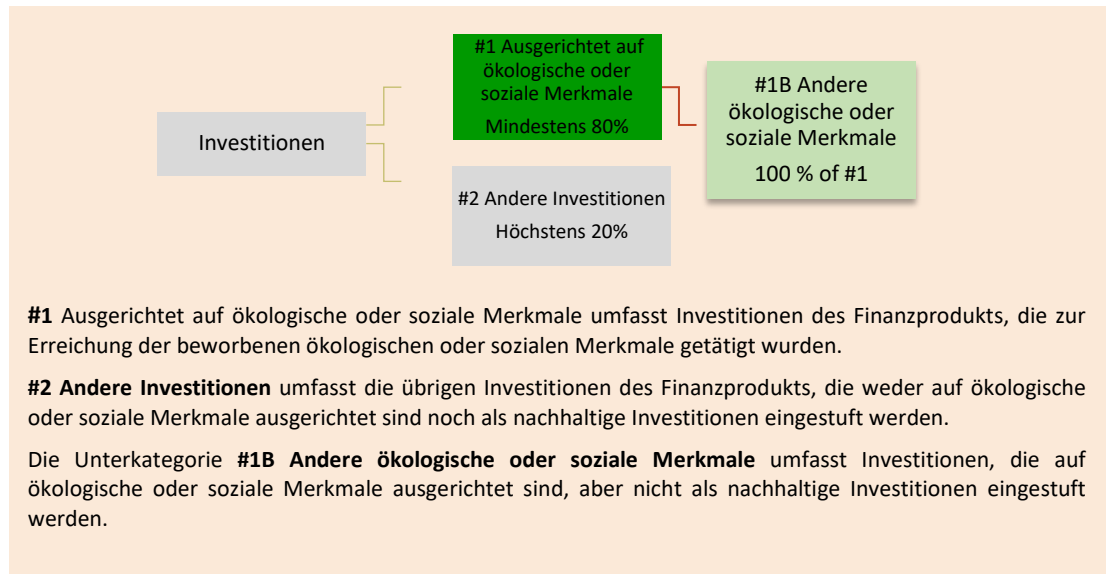 #1 Ausgerichtet auf
ökologische oder
soziale Merkmale
Mindestens 80%
#1B Andere
ökologische oder
soziale Merkmale
100 % of #1
Investitionen
#2 Andere Investitionen
Höchstens 20%
#1 Ausgerichtet auf ökologische oder soziale Merkmale umfasst Investitionen des Finanzprodukts, die zur
Erreichung der beworbenen ökologischen oder sozialen Merkmale getätigt wurden.
#2 Andere Investitionen umfasst die übrigen Investitionen des Finanzprodukts, die weder auf ökologische
oder soziale Merkmale ausgerichtet sind noch als nachhaltige Investitionen eingestuft werden.
Die Unterkategorie #1B Andere ökologische oder soziale Merkmale umfasst Investitionen, die auf
ökologische oder soziale Merkmale ausgerichtet sind, aber nicht als nachhaltige Investitionen eingestuft
werden.